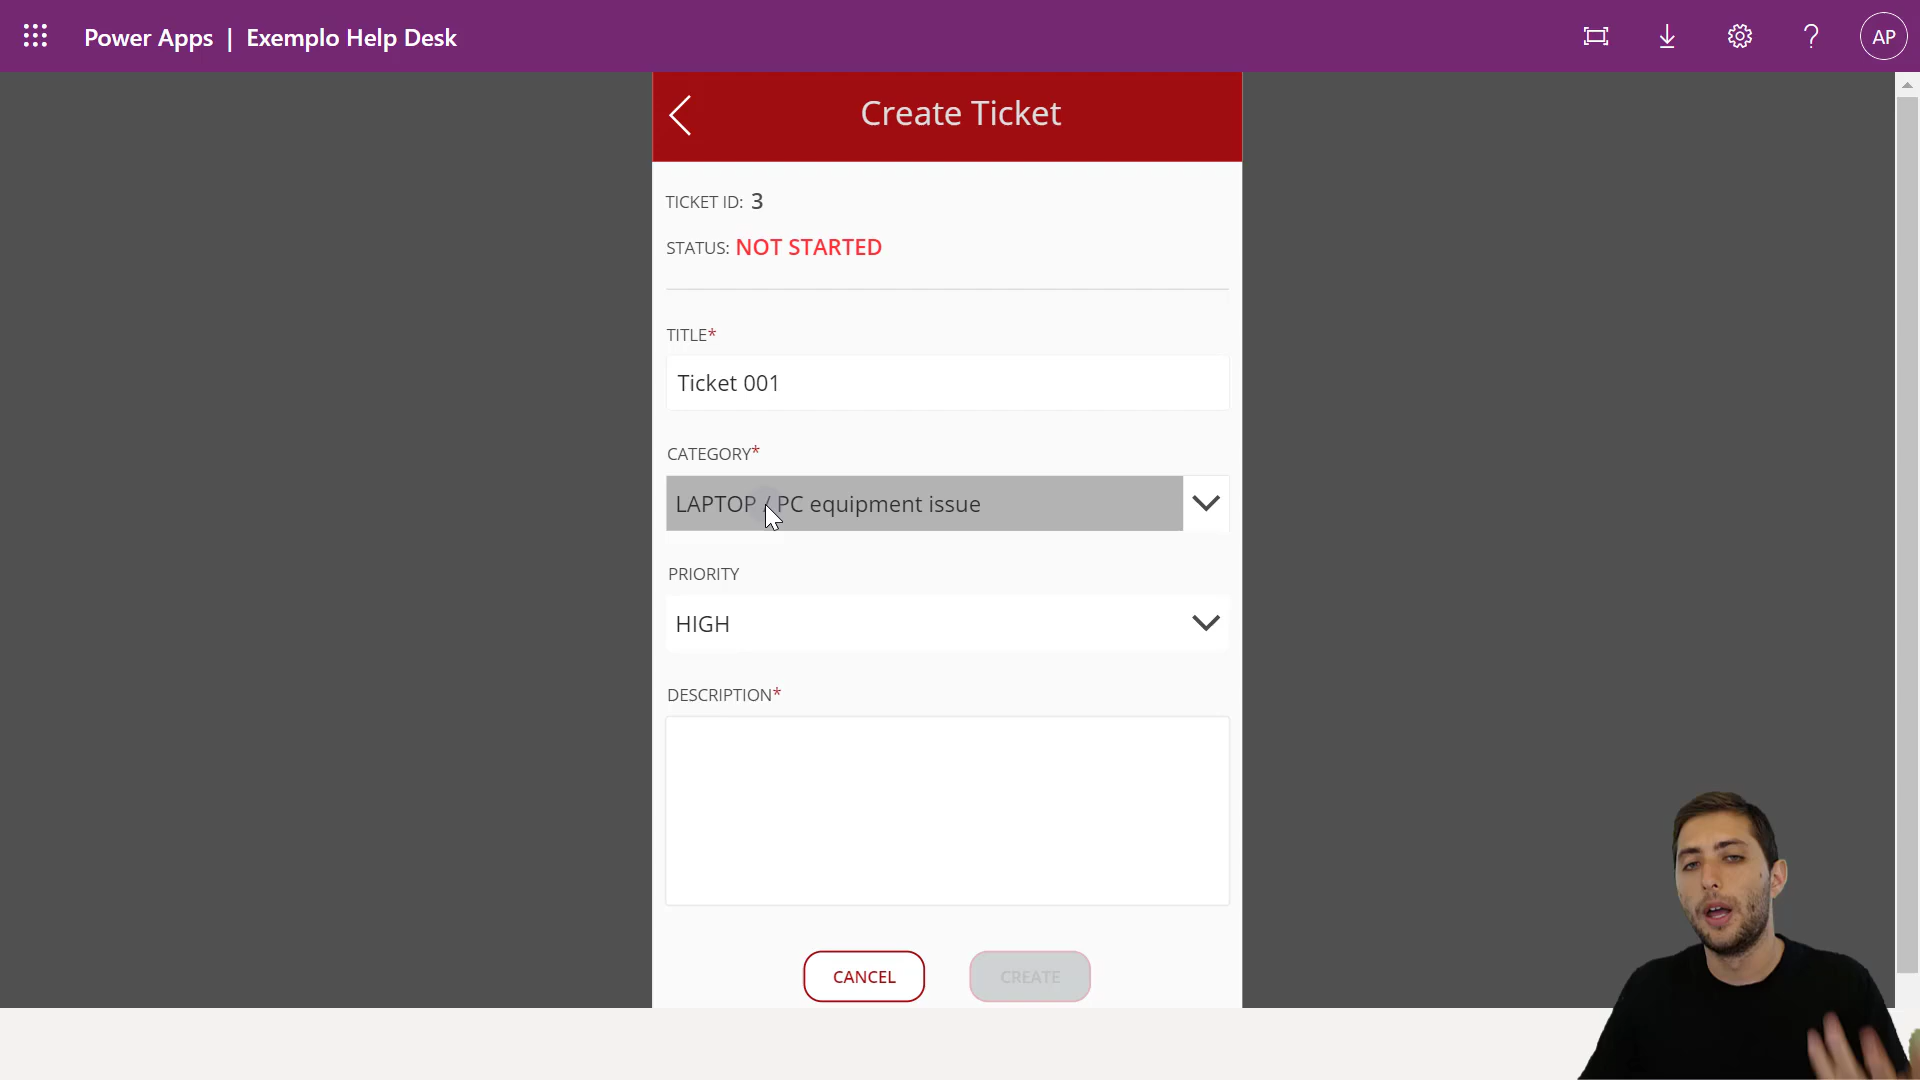 Power Apps | Exemplo Help Desk
AP
Create Ticket
TICKET ID: 3
STATUS: NOT STARTED
TITLE*
Ticket 001
CATEGORY*
LAPTOP / PC equipment issue
PRIORITY
HIGH
DESCRIPTION*
CANCEL
CREATE